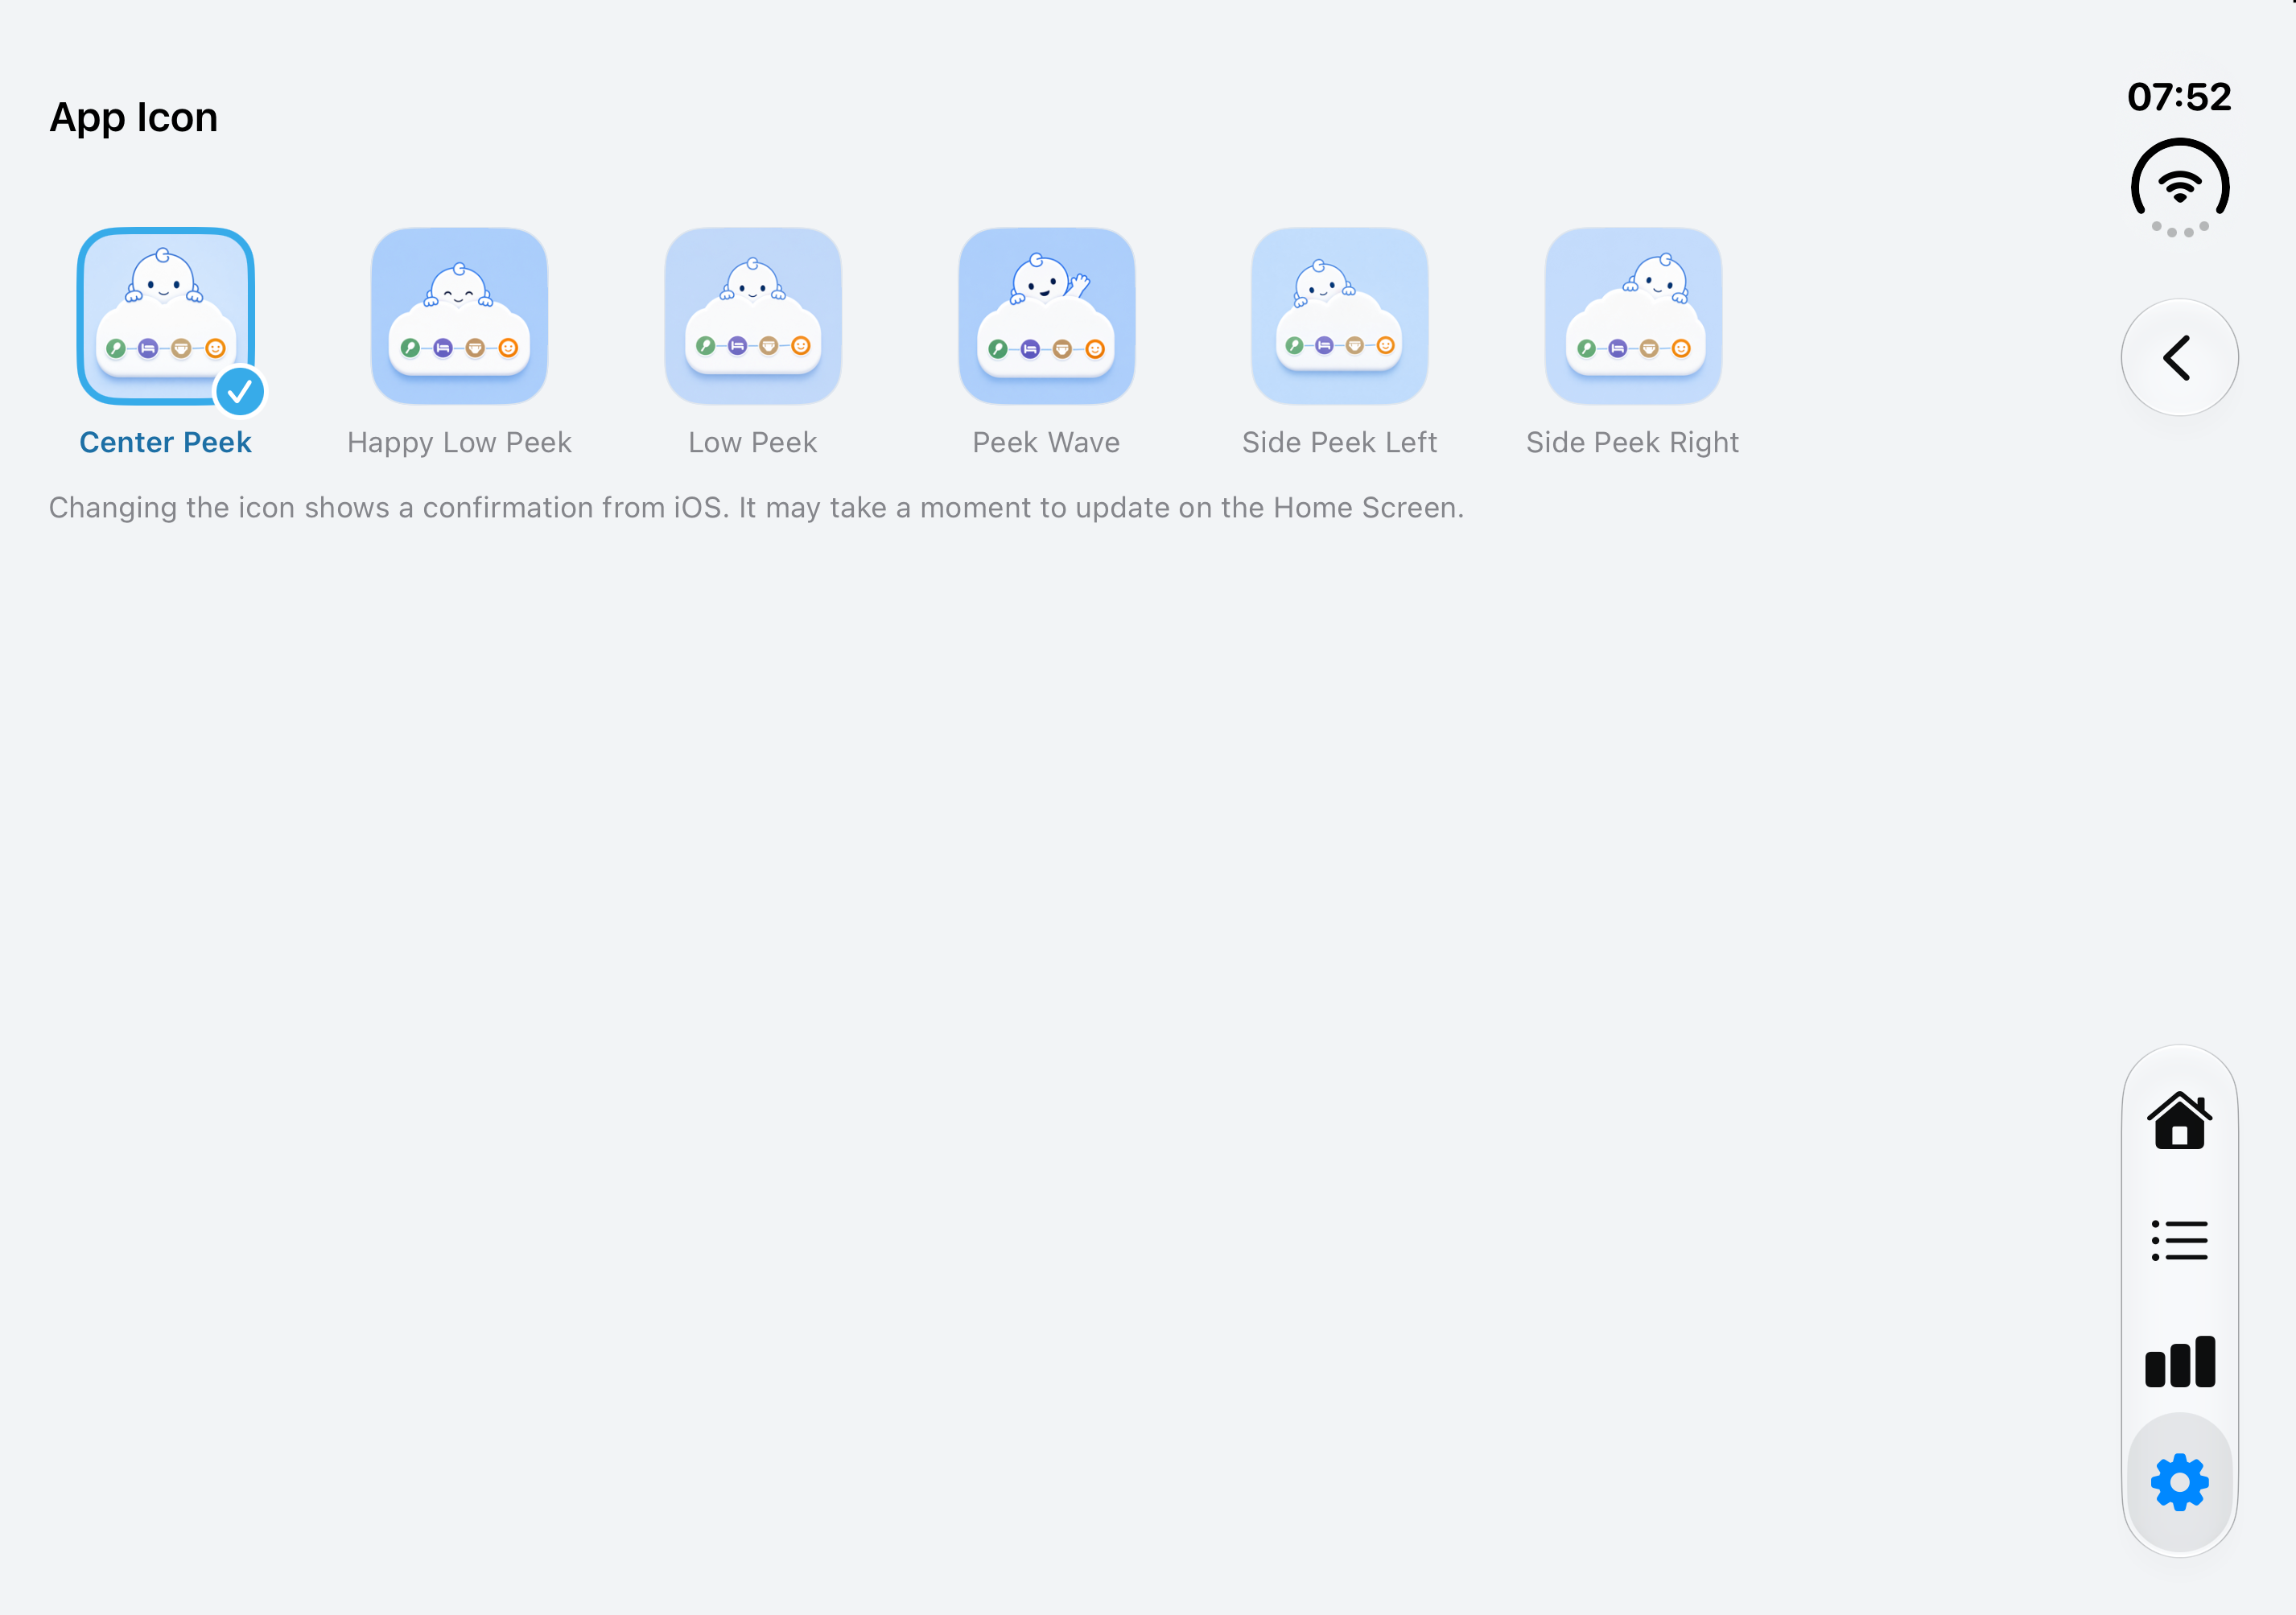 07:52
App Icon
Center Peek
Happy Low Peek
Low Peek
Peek Wave
Side Peek Left
Side Peek Right
Changing the icon shows a confirmation from iOS. It may take a moment to update on the Home Screen.